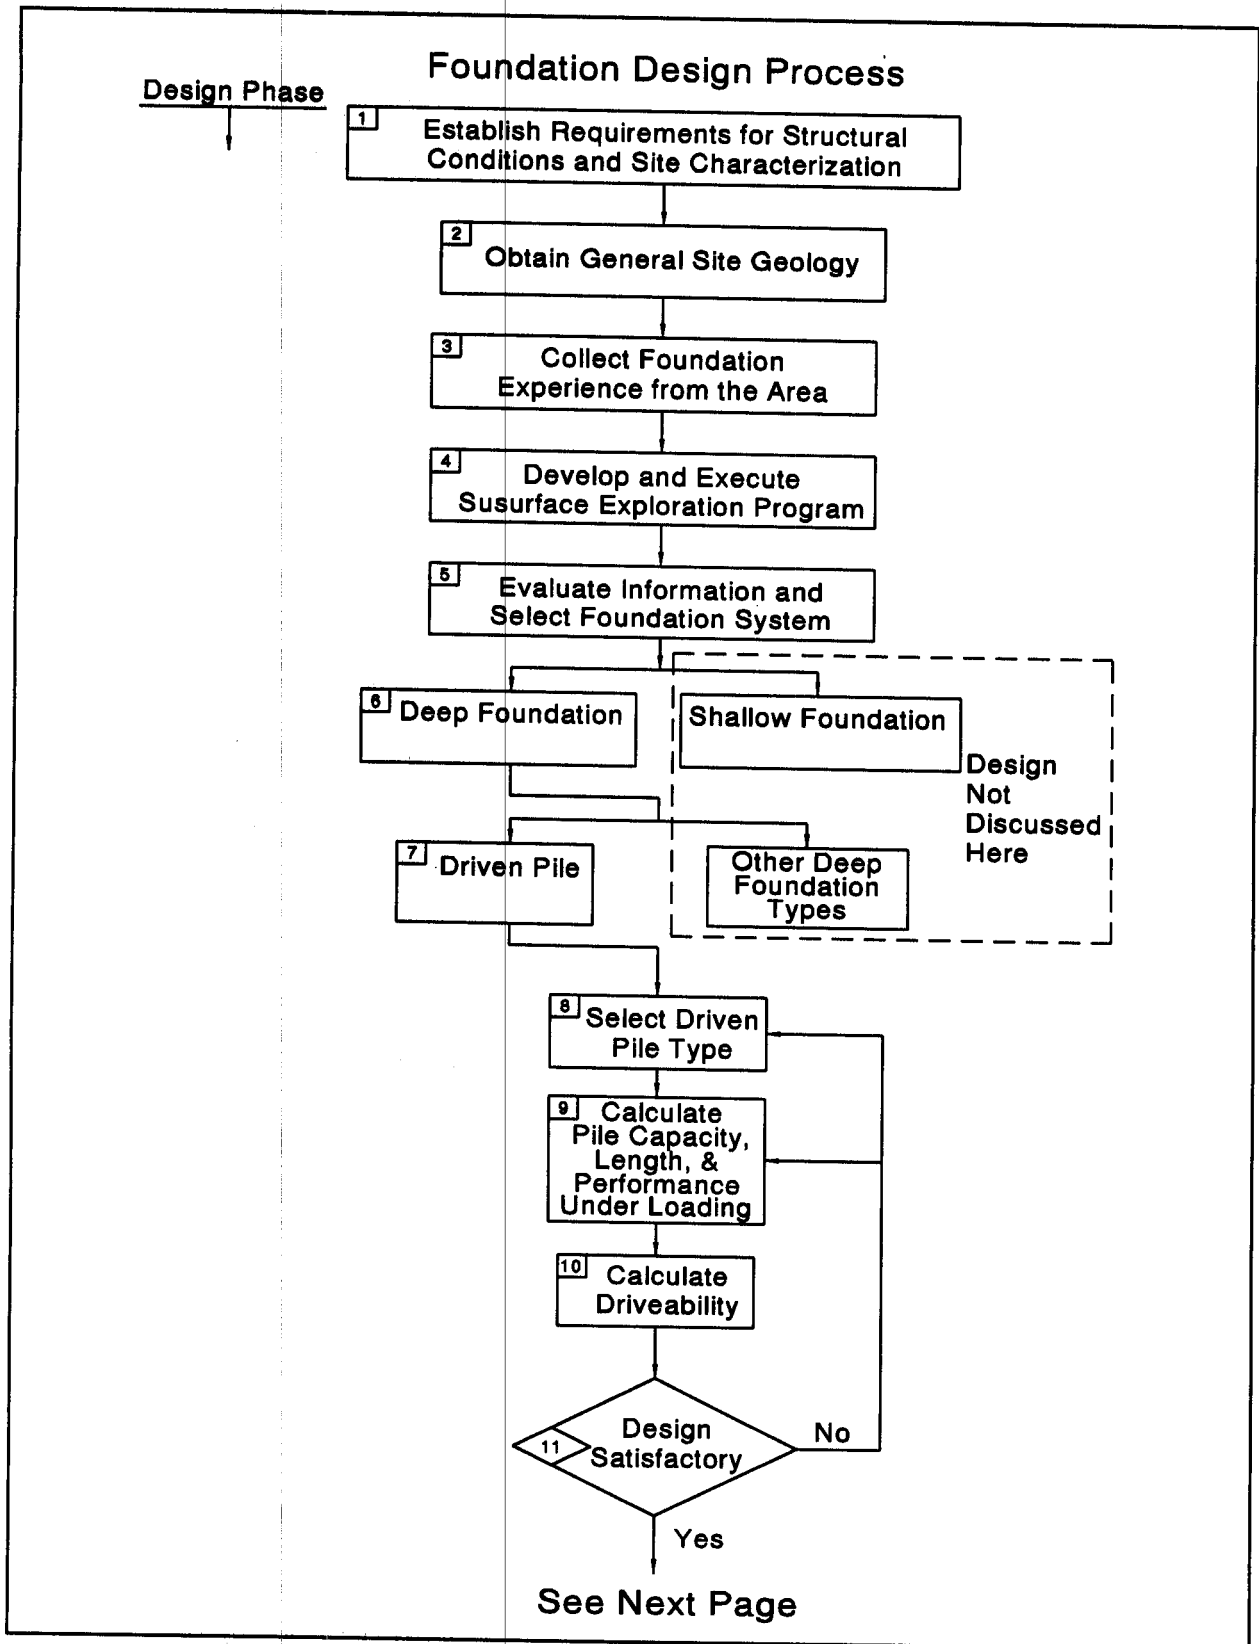 Foundation Design Process
Design Phase
1
Establish Requirements for Structural
Conditions and Site Characterization
2
Obtain General Site Geology
3
Collect Foundation
Experience from the Area
4
Develop and Execute
Susurface Exploration Program
5
Evaluate Information and
Select Foundation System
6
Deep Foundation
Shallow Foundation
Design
Not
Discussed
Here
7
Driven Pile
Other Deep
Foundation
Types
8
Select Driven
Pile Type
9
Calculate
Pile Capacity,
Length, &
Performance
Under Loading
10
Calculate
Driveability
11
Design
Satisfactory
No
Yes
See Next Page